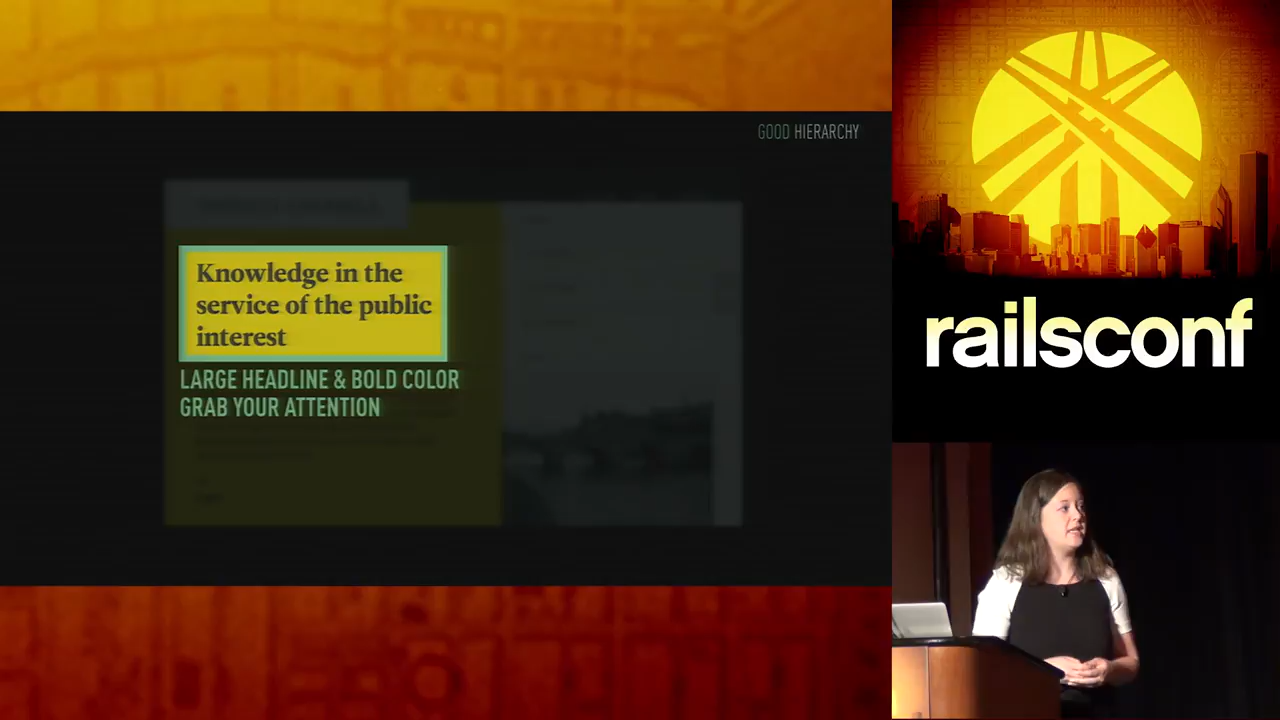 GOOD HIERARCHY
Knowledge in the
service of the public
interest
LARGE HEADLINE & BOLD COLOR
GRAB YOUR ATTENTION
railsconf